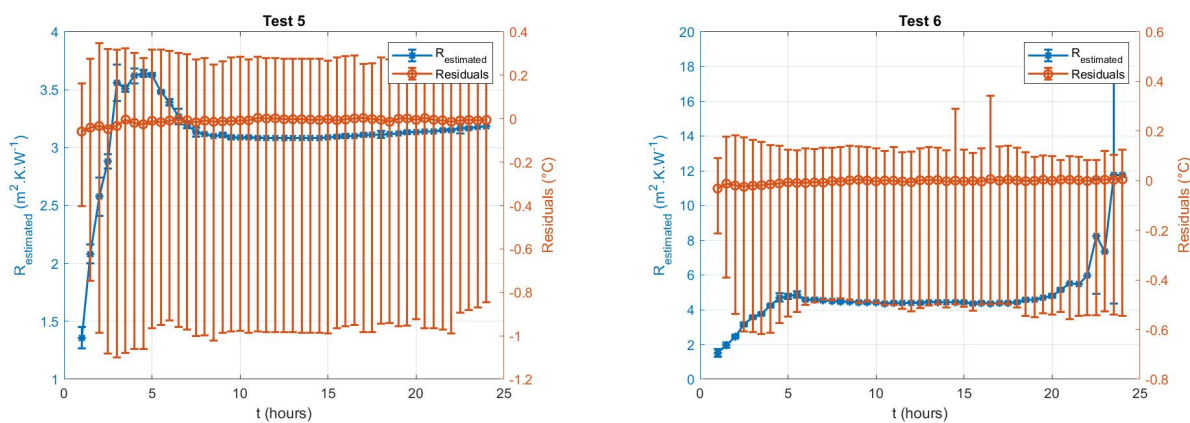 Test 5
R_estimated
Residuals
4
3.5
3
2.5
2
1.5
1
R_estimated (m².K.W⁻¹)
0.4
0.2
0
-0.2
-0.4
-0.6
-0.8
-1
-1.2
Residuals (°C)
0 5 10 15 20 25
t (hours)
Test 6
R_estimated
Residuals
20
18
16
14
12
10
8
6
4
2
0
R_estimated (m².K.W⁻¹)
0.6
0.4
0.2
0
-0.2
-0.4
-0.6
-0.8
Residuals (°C)
0 5 10 15 20 25
t (hours)